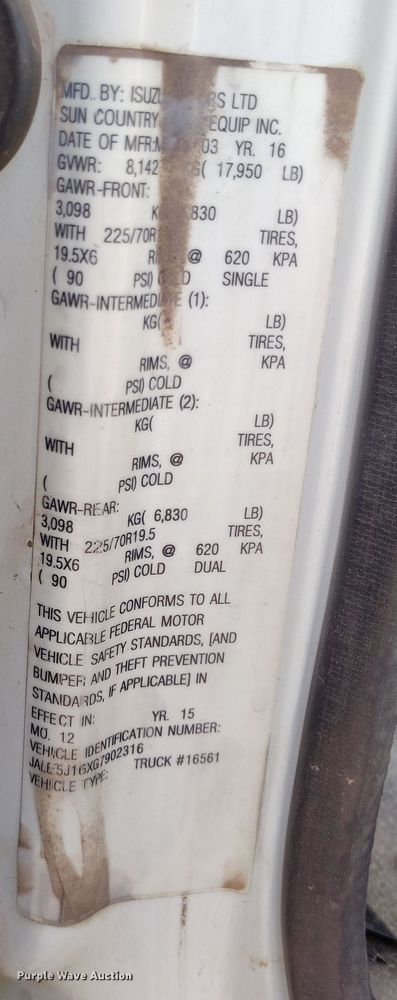 MFD. BY: LTD
SUN COUNTRY EQUIP INC.
DATE OF MFR: 03 YR. 16
GVWR: 8,142 KG( 17,950 LB)
GAWR-FRONT:
3,098 LB)
WITH TIRES,
19.5X6 @ 620 KPA
( 90 PSI) SINGLE
GAWR-INTERMEDIATE (1):
KG( LB)
WITH TIRES,
RIMS, @ KPA
( PSI) COLD
GAWR-INTERMEDIATE (2):
KG( LB)
WITH TIRES,
RIMS, @ KPA
( PSI) COLD
GAWR-REAR:
3,098 KG( 6,830 LB)
WITH 225/70R19.5 TIRES,
19.5X6 RIMS, @ 620 KPA
( 90 PSI) COLD DUAL
THIS VEHICLE CONFORMS TO ALL
APPLICABLE FEDERAL MOTOR
VEHICLE SAFETY STANDARDS, [AND
BUMPER AND THEFT PREVENTION
STANDARDS, IF APPLICABLE] IN
EFFECT IN:
MO. 12 YR. 15
VEHICLE IDENTIFICATION NUMBER:
VEHICLE TYPE: TRUCK #16561
Purple Wave Auction